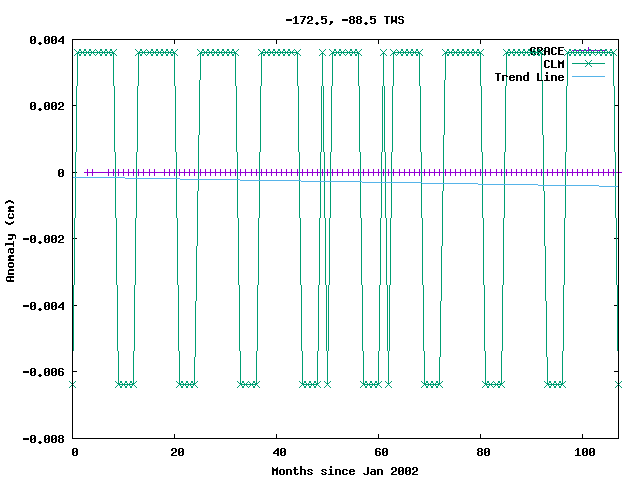 -172.5, -88.5 TWS
0.004
GRACE
CLM
Trend Line
0.002
0
-0.002
Anomaly (cm)
-0.004
-0.006
-0.008
0 20 40 60 80 100
Months since Jan 2002